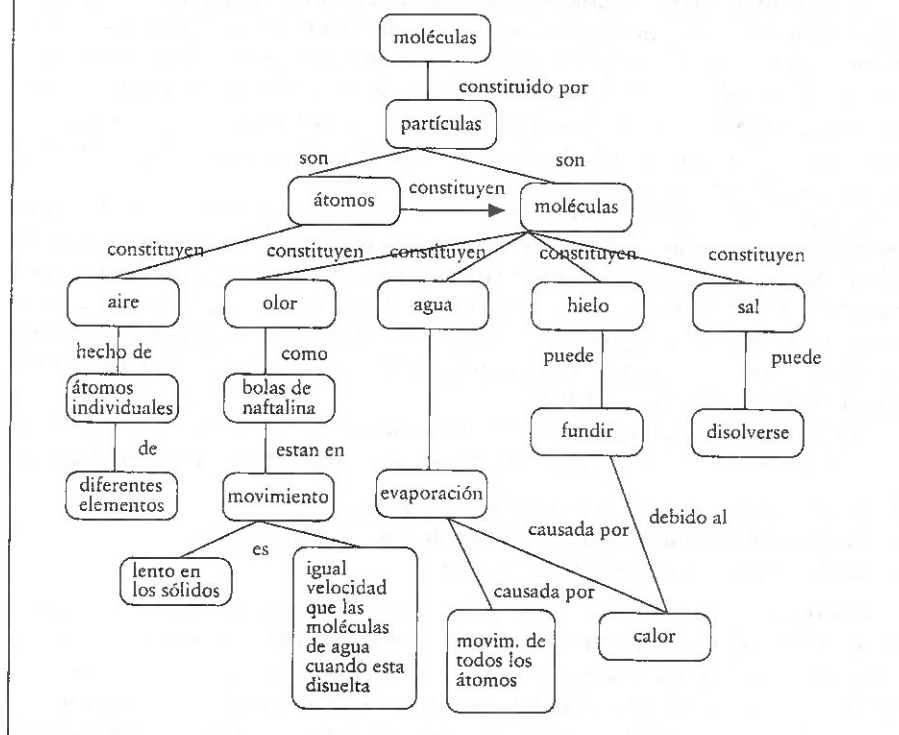 moléculas
constituido por
partículas
son
son
átomos
constituyen
moléculas
constituyen
constituyen
constituyen
constituyen
constituyen
aire
olor
agua
hielo
sal
hecho de
como
puede
puede
átomos
individuales
bolas de
naftalina
fundir
disolverse
de
estan en
diferentes
elementos
movimiento
evaporación
causada por
debido al
es
lento en
los sólidos
igual
velocidad
que las
moléculas
de agua
cuando esta
disuelta
causada por
movim. de
todos los
átomos
calor